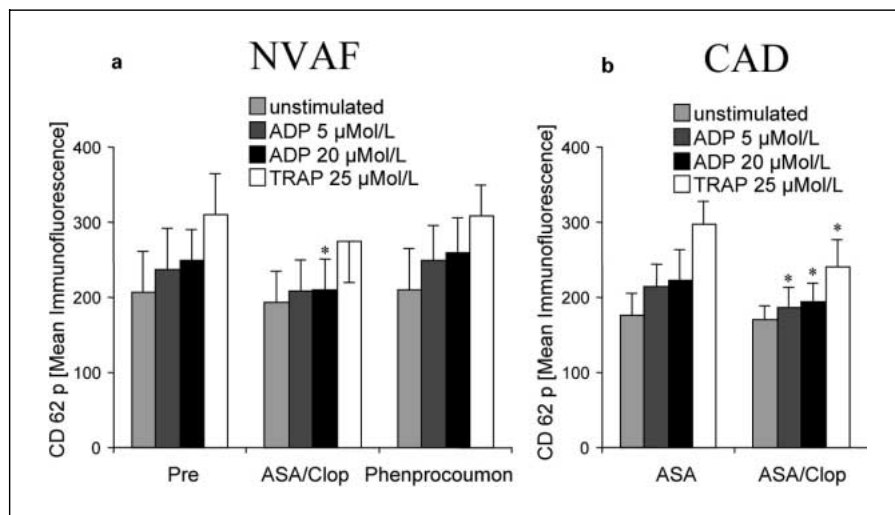 a NVAF
unstimulated
ADP 5 µMol/L
ADP 20 µMol/L
TRAP 25 µMol/L
CD 62 p [Mean Immunofluorescence]
400
300
200
100
0
*
Pre ASA/Clop Phenprocoumon
b CAD
unstimulated
ADP 5 µMol/L
ADP 20 µMol/L
TRAP 25 µMol/L
CD 62 p [Mean Immunofluorescence]
400
300
200
100
0
* * *
ASA ASA/Clop